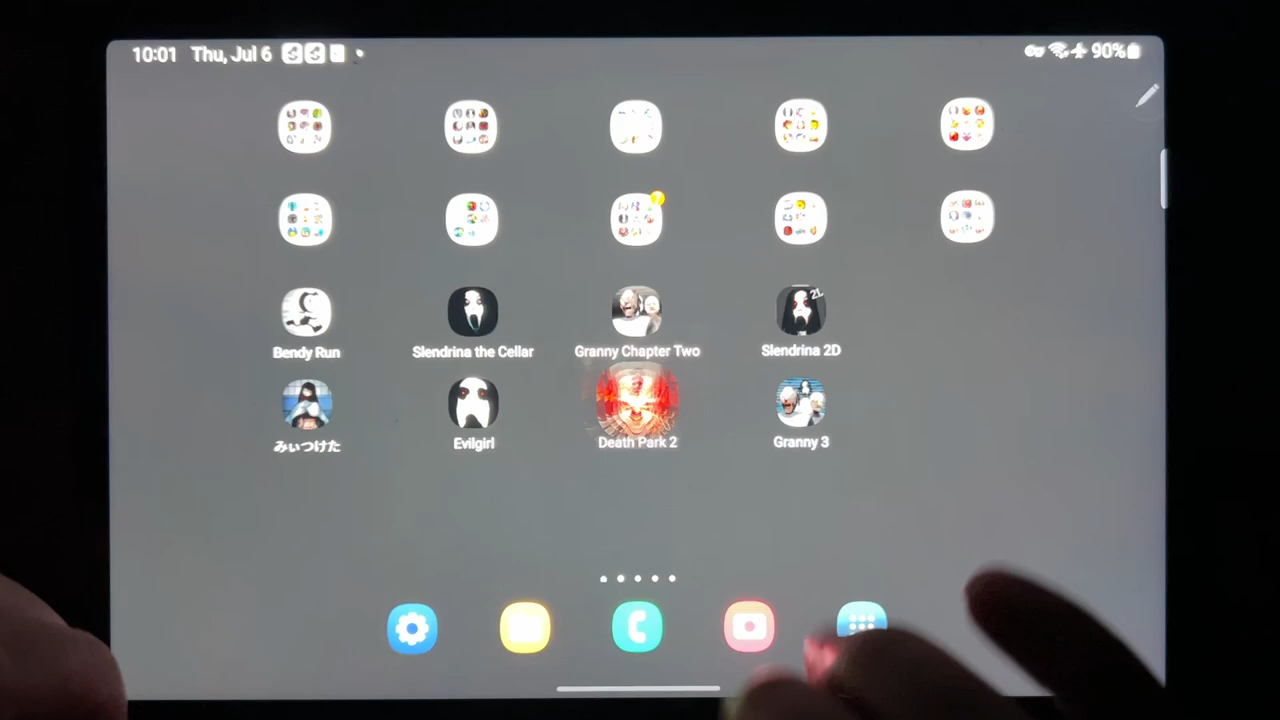 10:01 Thu, Jul 6 90%
Bendy Run Slendrina the Cellar Granny Chapter Two Slendrina 2D
みぃつけた Evilgirl Death Park 2 Granny 3